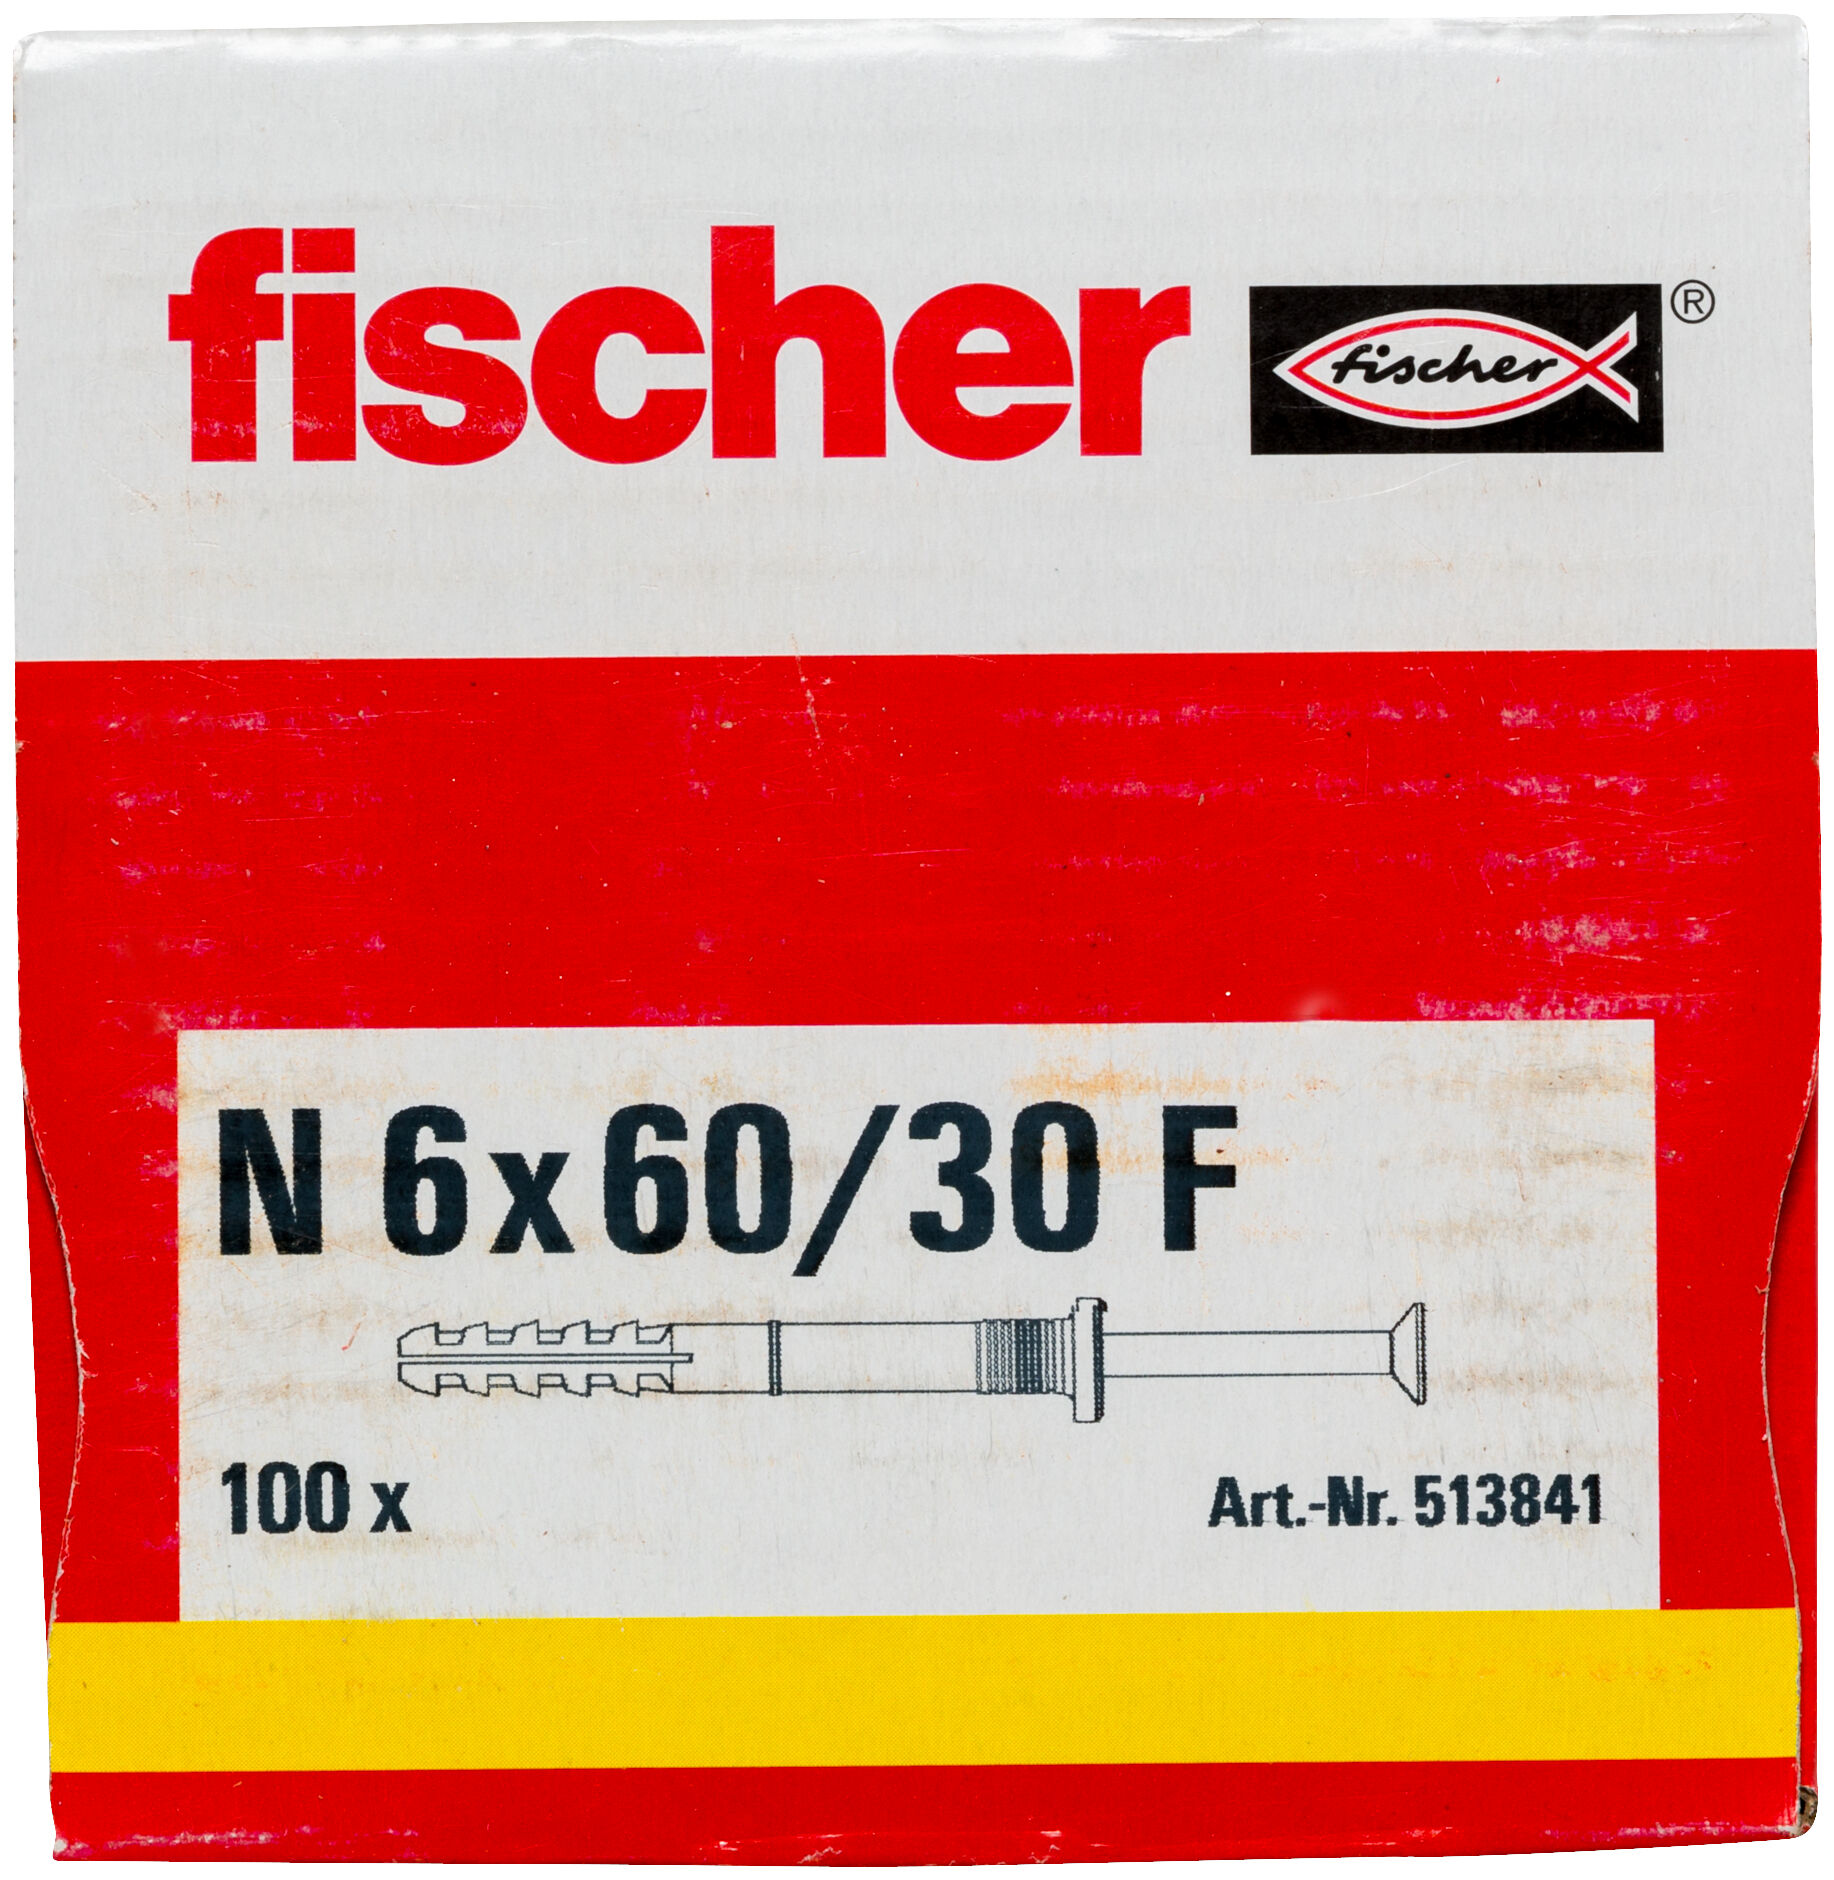 fischer fischer ®
N 6 x 60/30 F
100 x Art.-Nr. 513841